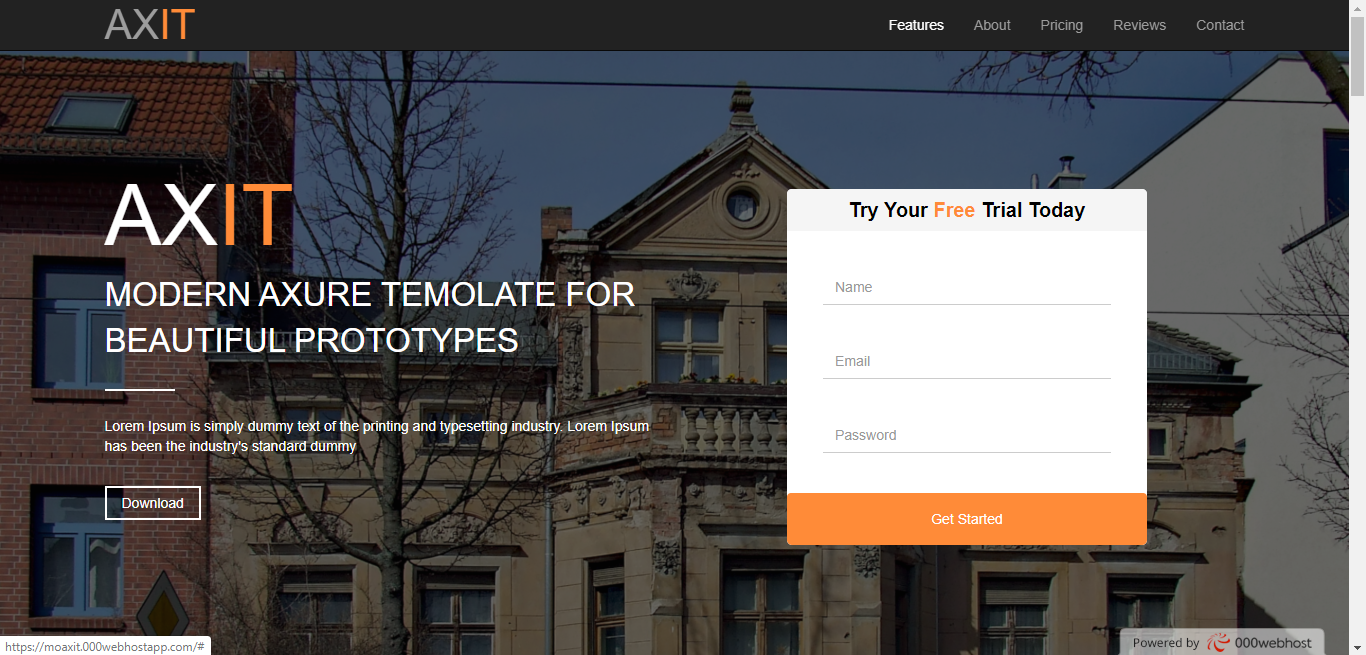 AXIT
Features About Pricing Reviews Contact
AXIT
MODERN AXURE TEMOLATE FOR
BEAUTIFUL PROTOTYPES
Lorem Ipsum is simply dummy text of the printing and typesetting industry. Lorem Ipsum
has been the industry's standard dummy
Download
Try Your Free Trial Today
Name
Email
Password
Get Started
https://moaxit.000webhostapp.com/#
Powered by 000webhost